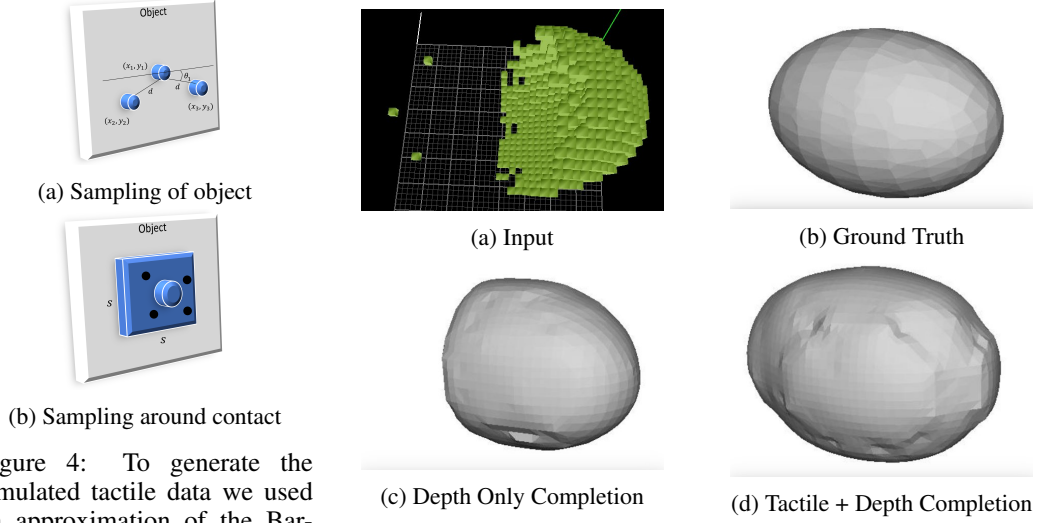 Object
(x₁, y₁)
θ₁
d
d
(x₂, y₂)
(x₃, y₃)
(a) Sampling of object
Object
S
S
(b) Sampling around contact
gure 4: To generate the
mulated tactile data we used
approximation of the Bar-
(a) Input
(b) Ground Truth
(c) Depth Only Completion
(d) Tactile + Depth Completion